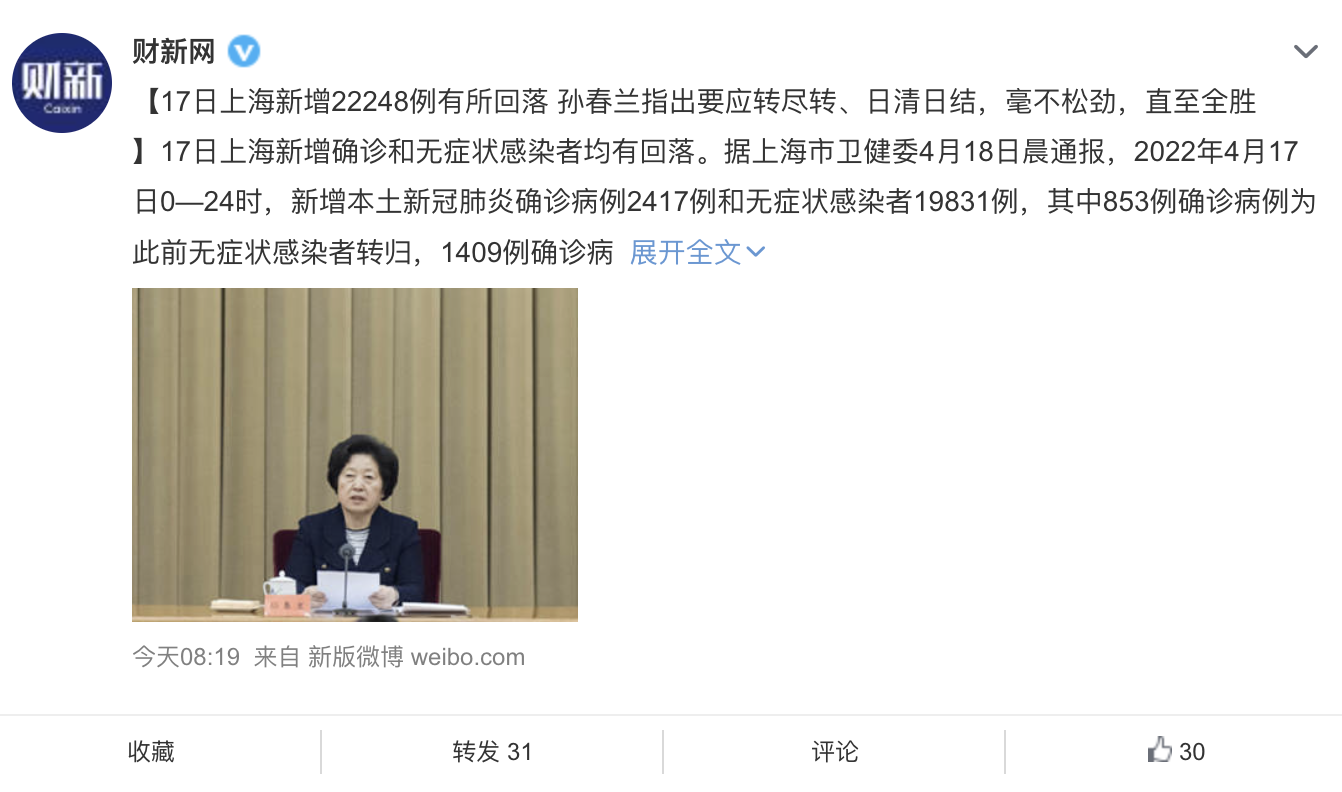 财新
Caixin
财新网
【17日上海新增22248例有所回落 孙春兰指出要应转尽转、日清日结，毫不松劲，直至全胜
】17日上海新增确诊和无症状感染者均有回落。据上海市卫健委4月18日晨通报，2022年4月17
日0—24时，新增本土新冠肺炎确诊病例2417例和无症状感染者19831例，其中853例确诊病例为
此前无症状感染者转归，1409例确诊病 展开全文
今天08:19 来自 新版微博 weibo.com
收藏 转发 31 评论 30